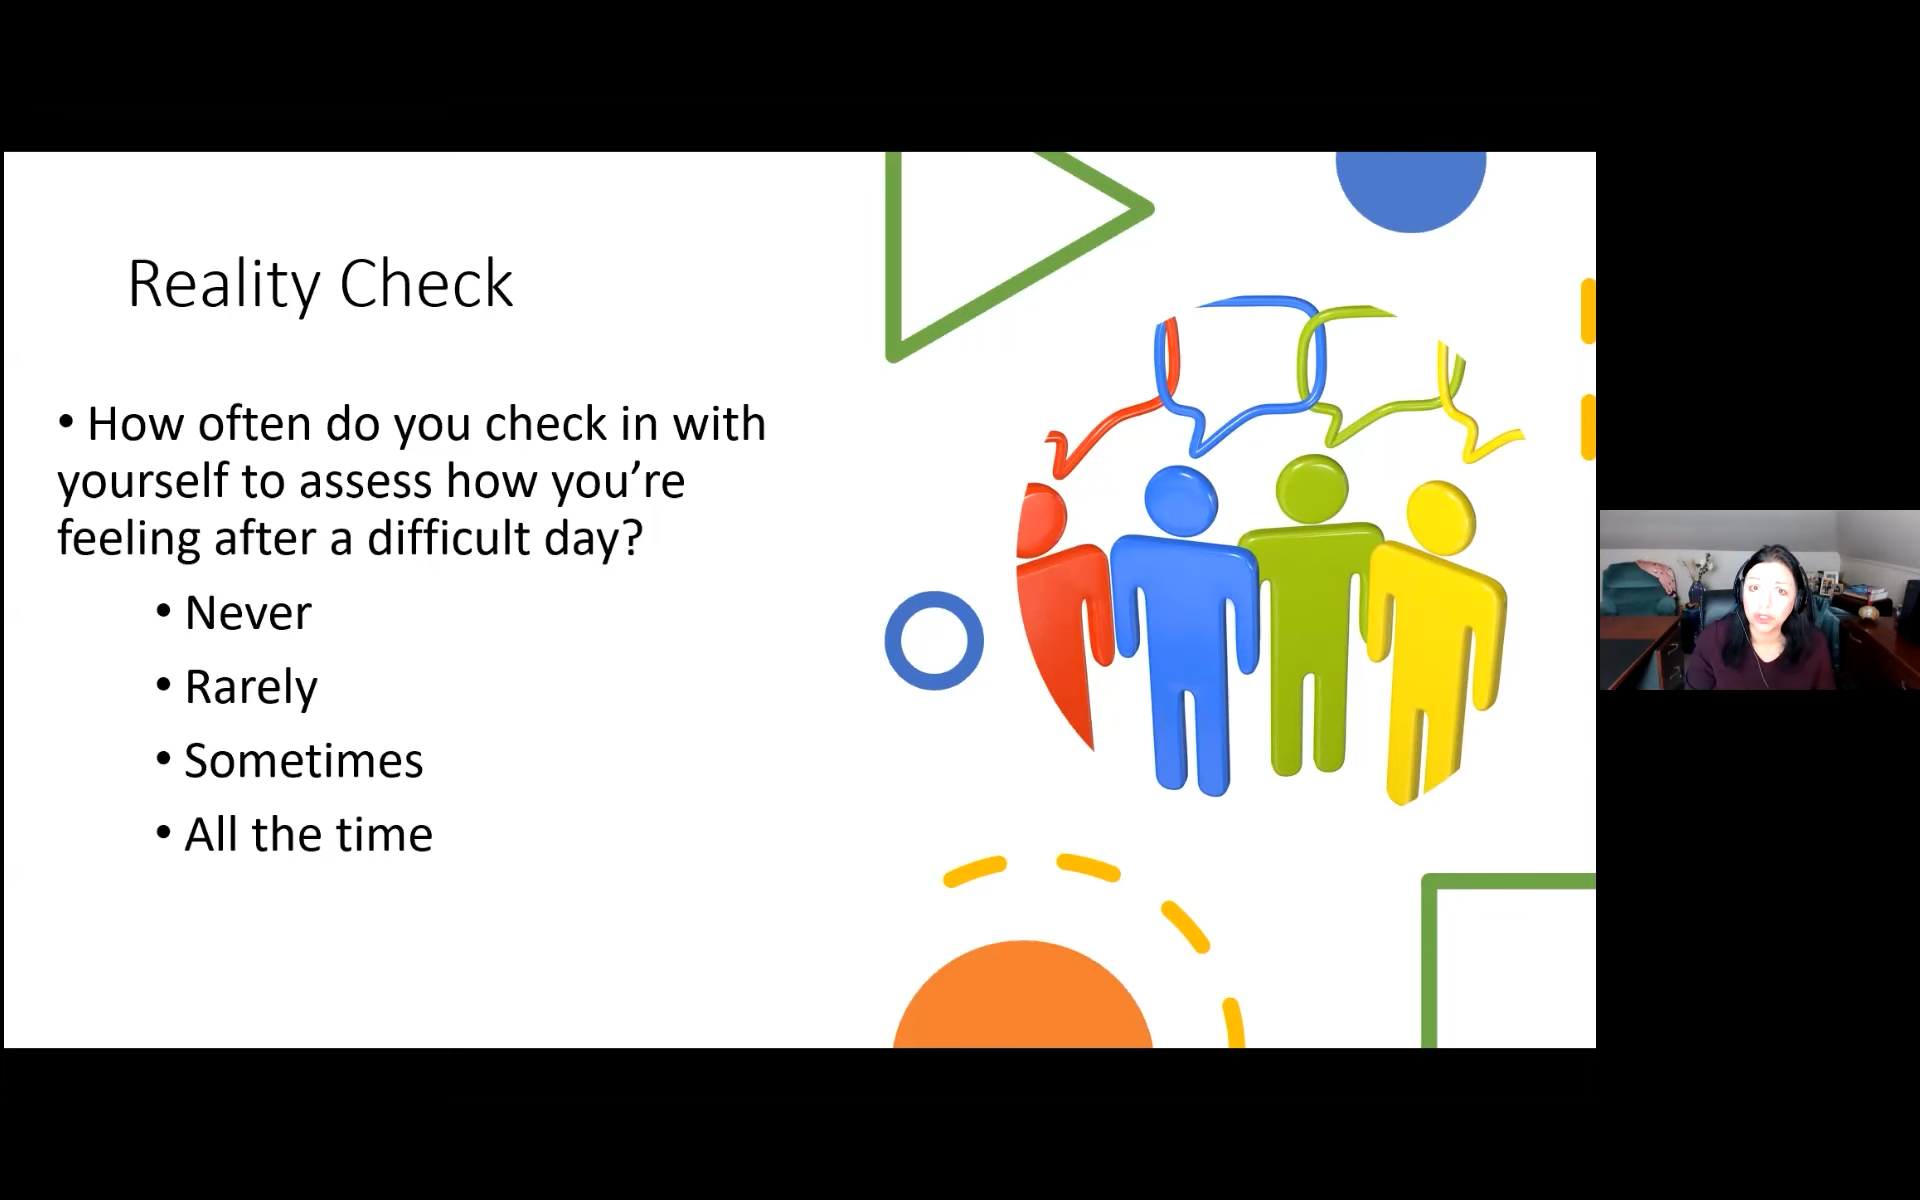 Reality Check
• How often do you check in with
yourself to assess how you’re
feeling after a difficult day?
• Never
• Rarely
• Sometimes
• All the time